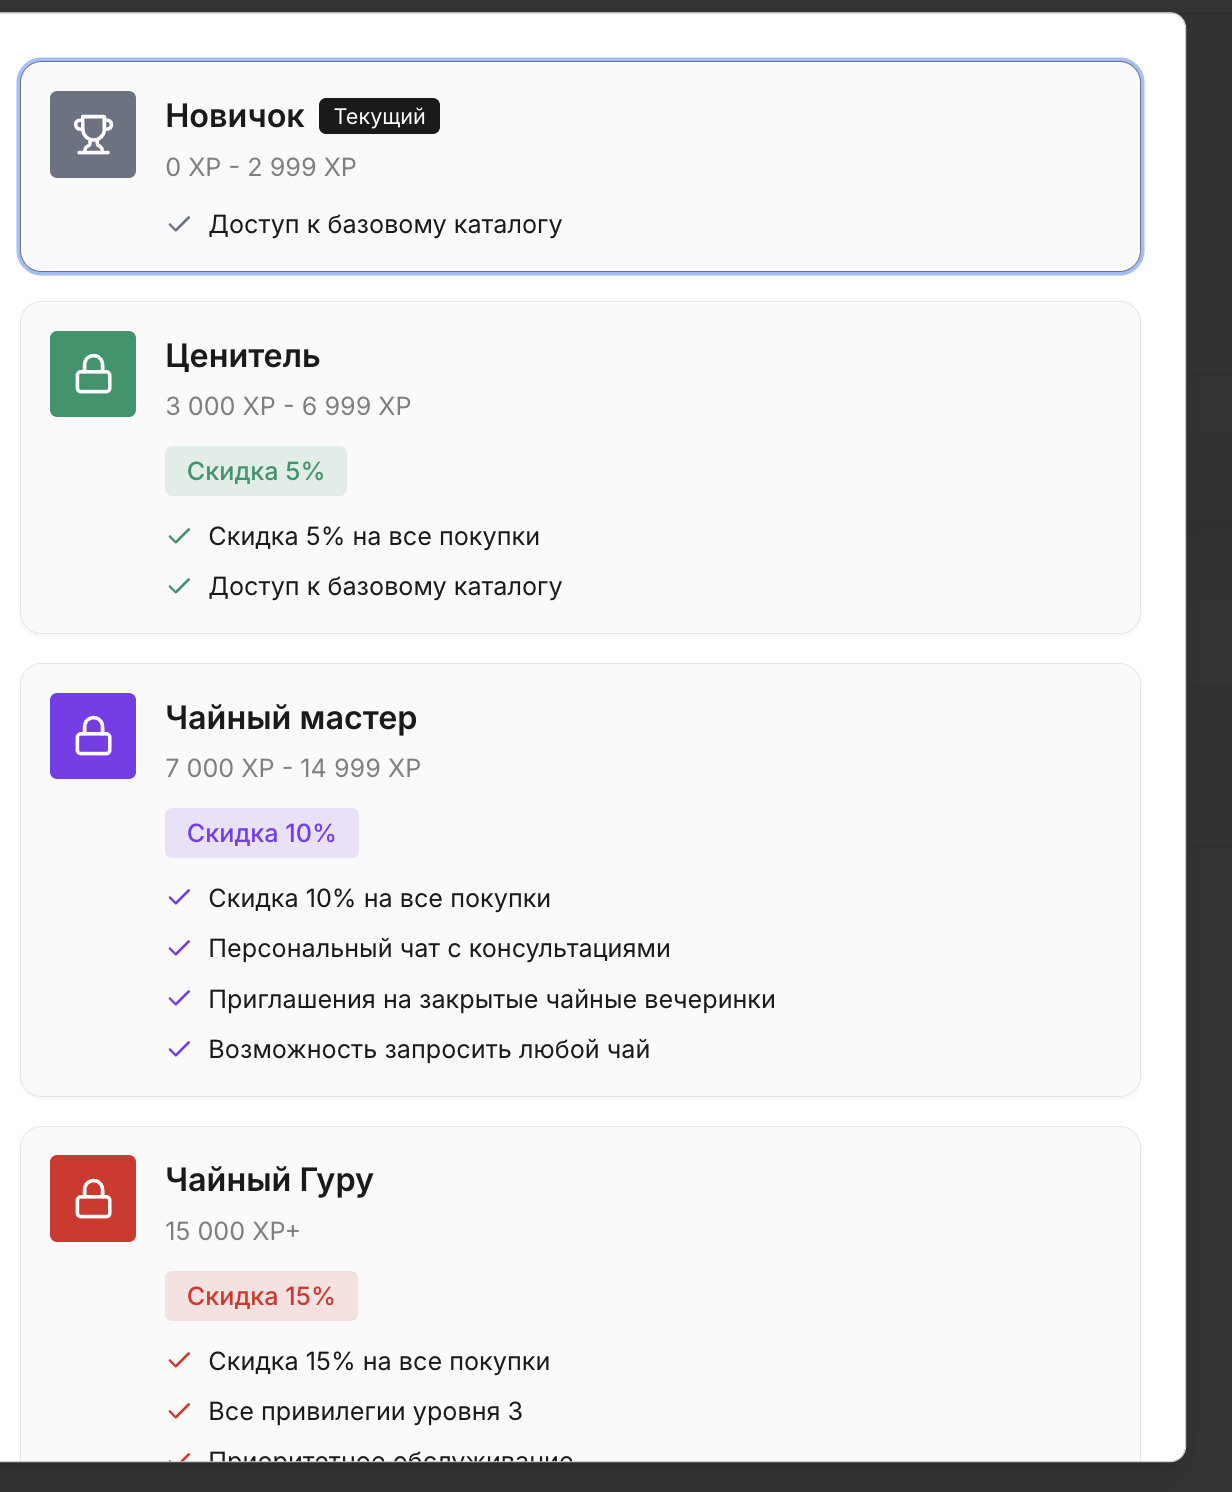 Новичок Текущий
0 XP - 2 999 XP
Доступ к базовому каталогу
Ценитель
3 000 XP - 6 999 XP
Скидка 5%
Скидка 5% на все покупки
Доступ к базовому каталогу
Чайный мастер
7 000 XP - 14 999 XP
Скидка 10%
Скидка 10% на все покупки
Персональный чат с консультациями
Приглашения на закрытые чайные вечеринки
Возможность запросить любой чай
Чайный Гуру
15 000 XP+
Скидка 15%
Скидка 15% на все покупки
Все привилегии уровня 3
Приоритетное обслуживание